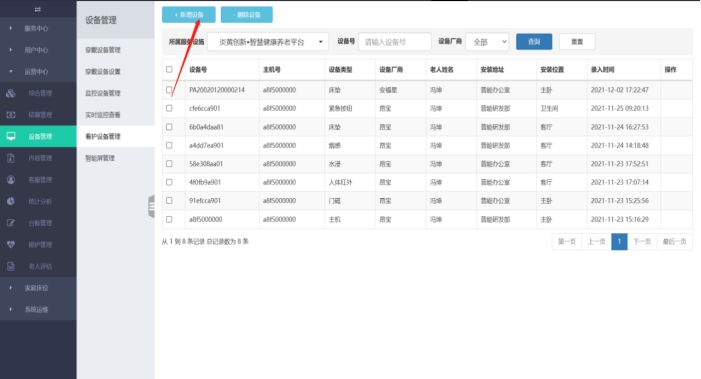 服务中心
用户中心
运营中心
综合管理
结算管理
设备管理
内容管理
客服管理
统计分析
台帐管理
照护管理
老人评估
家庭床位
系统运维
设备管理
穿戴设备管理
穿戴设备设置
监控设备管理
实时监控查看
看护设备管理
智能屏管理
+ 新增设备
- 删除设备
所属服务设施 炎黄创新•智慧健康养老平台 设备号 请输入设备号 设备厂商 全部 查询 重置
设备号 主机号 设备类型 设备厂商 老人姓名 安装地址 安装位置 录入时间 操作
PA20020120000214 a8f5000000 床垫 安福里 冯坤 晋能办公室 主卧 2021-12-02 17:22:47
cfe6cca901 a8f5000000 紧急按钮 昂宝 冯坤 晋能研发部 卫生间 2021-11-25 09:20:13
6b0a4daa81 a8f5000000 床垫 昂宝 冯坤 晋能研发部 客厅 2021-11-24 16:27:53
a4dd7ea901 a8f5000000 烟感 昂宝 冯坤 晋能研发部 客厅 2021-11-24 14:18:48
58e308aa01 a8f5000000 水浸 昂宝 冯坤 晋能办公室 客厅 2021-11-23 17:52:51
4f0fb9e901 a8f5000000 人体红外 昂宝 冯坤 晋能办公室 客厅 2021-11-23 17:07:14
91efcca901 a8f5000000 门磁 昂宝 冯坤 晋能研发部 主卧 2021-11-23 15:25:56
a8f5000000 a8f5000000 主机 昂宝 冯坤 晋能研发部 主卧 2021-11-23 15:16:29
从 1 到 8 条记录 总记录数为 8 条
第一页 上一页 1 下一页 最后一页